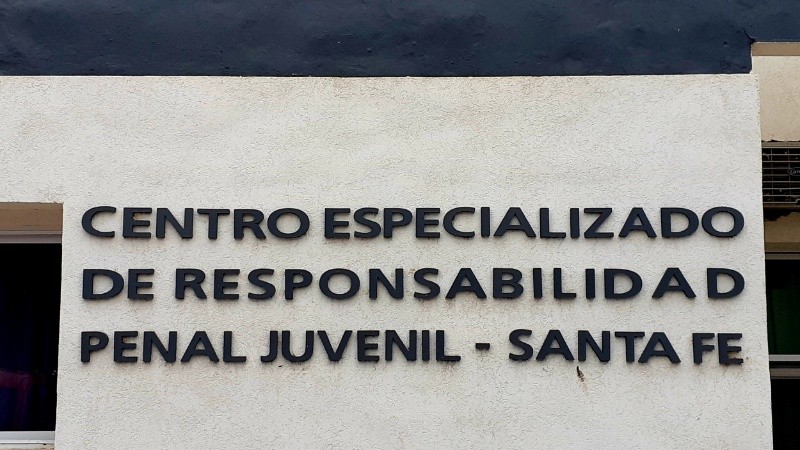 CENTRO ESPECIALIZADO
DE RESPONSABILIDAD
PENAL JUVENIL - SANTA FE